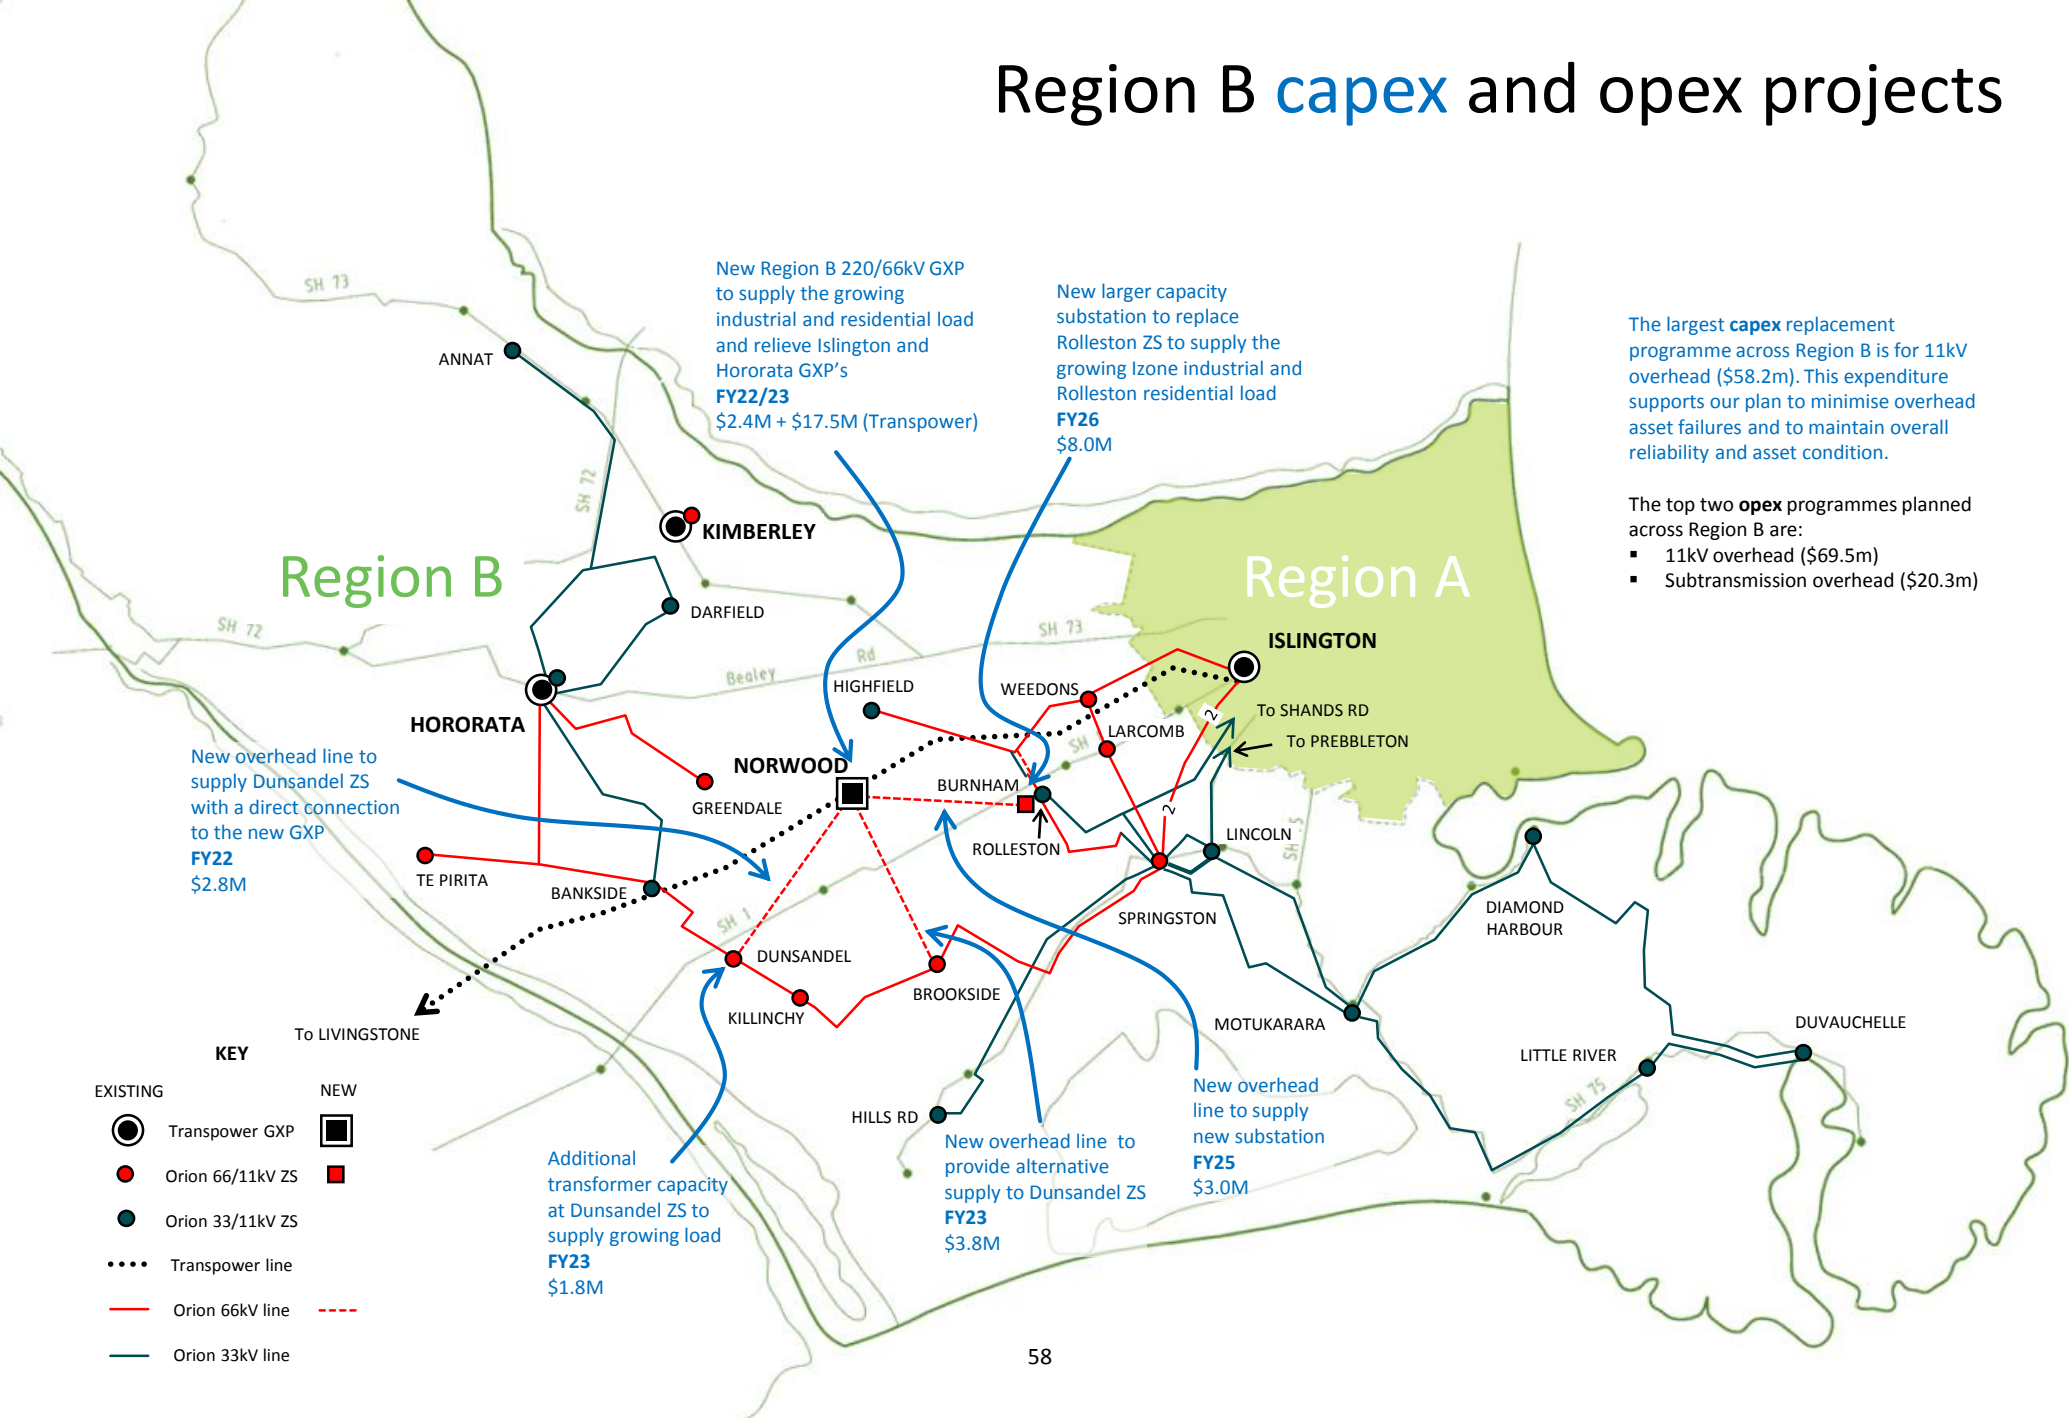 Region B capex and opex projects
New Region B 220/66kV GXP
to supply the growing
industrial and residential load
and relieve Islington and
Hororata GXP's
FY22/23
$2.4M + $17.5M (Transpower)
New larger capacity
substation to replace
Rolleston ZS to supply the
growing Izone industrial and
Rolleston residential load
FY26
$8.0M
The largest capex replacement
programme across Region B is for 11kV
overhead ($58.2m). This expenditure
supports our plan to minimise overhead
asset failures and to maintain overall
reliability and asset condition.
The top two opex programmes planned
across Region B are:
▪ 11kV overhead ($69.5m)
▪ Subtransmission overhead ($20.3m)
SH 73
ANNAT
SH 72
KIMBERLEY
Region B
Region A
DARFIELD
SH 72
SH 73
ISLINGTON
Bealey
Rd
HIGHFIELD
WEEDONS
HORORATA
2
To SHANDS RD
LARCOMB
To PREBBLETON
SH
New overhead line to
supply Dunsandel ZS
with a direct connection
to the new GXP
FY22
$2.8M
NORWOOD
BURNHAM
GREENDALE
2
LINCOLN
ROLLESTON
SH 75
TE PIRITA
BANKSIDE
SH 1
SPRINGSTON
DIAMOND
HARBOUR
DUNSANDEL
BROOKSIDE
KILLINCHY
MOTUKARARA
DUVAUCHELLE
LITTLE RIVER
SH 75
To LIVINGSTONE
HILLS RD
New overhead
line to supply
new substation
FY25
$3.0M
New overhead line to
provide alternative
supply to Dunsandel ZS
FY23
$3.8M
Additional
transformer capacity
at Dunsandel ZS to
supply growing load
FY23
$1.8M
KEY
EXISTING NEW
Transpower GXP
Orion 66/11kV ZS
Orion 33/11kV ZS
Transpower line
Orion 66kV line
Orion 33kV line
58